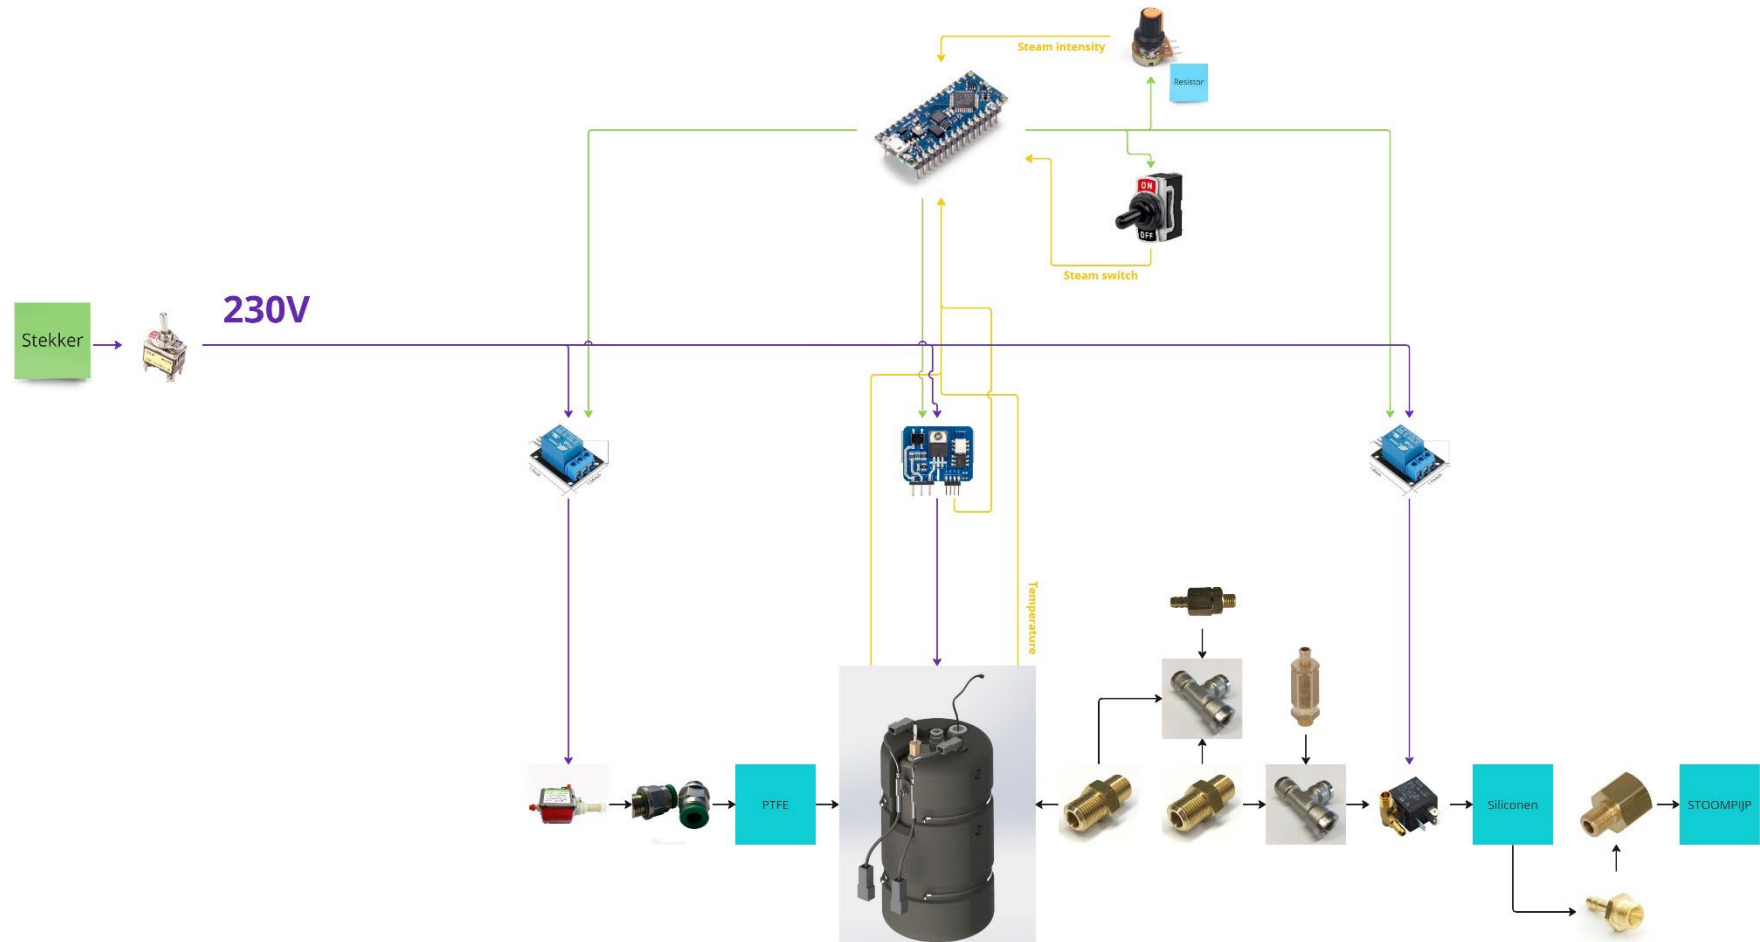 Steam intensity
Resistor
ON
OFF
Steam switch
230V
Stekker
Temperature
PTFE
Siliconen
STOOMPIJP